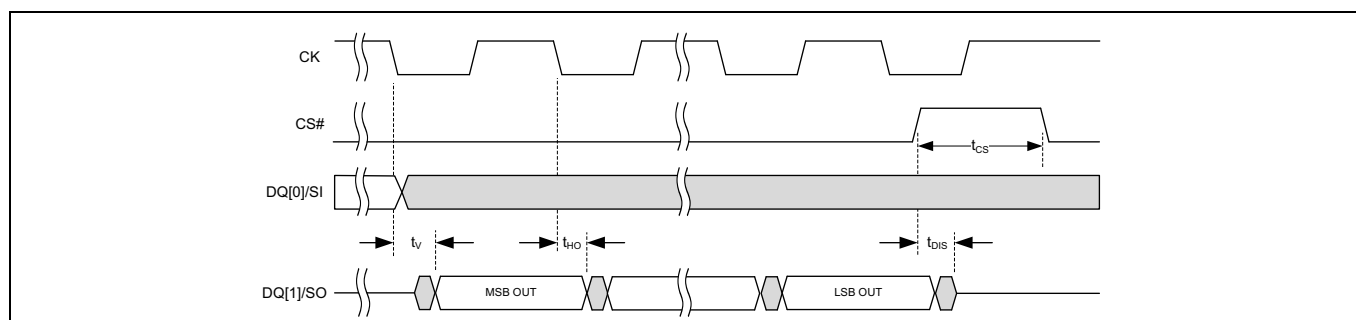 CK
CS#
tCS
DQ[0]/SI
tV
tHO
tDIS
DQ[1]/SO
MSB OUT
LSB OUT